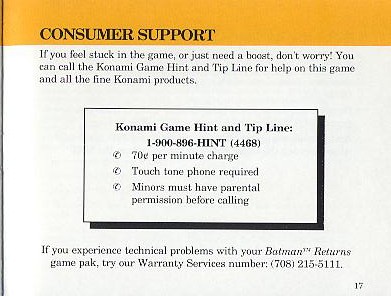 CONSUMER SUPPORT
If you feel stuck in the game, or just need a boost, don't worry! You
can call the Konami Game Hint and Tip Line for help on this game
and all the fine Konami products.
Konami Game Hint and Tip Line:
1-900-896-HINT (4468)
✆ 70¢ per minute charge
✆ Touch tone phone required
✆ Minors must have parental
permission before calling
If you experience technical problems with your Batman™ Returns
game pak, try our Warranty Services number: (708) 215-5111.
17